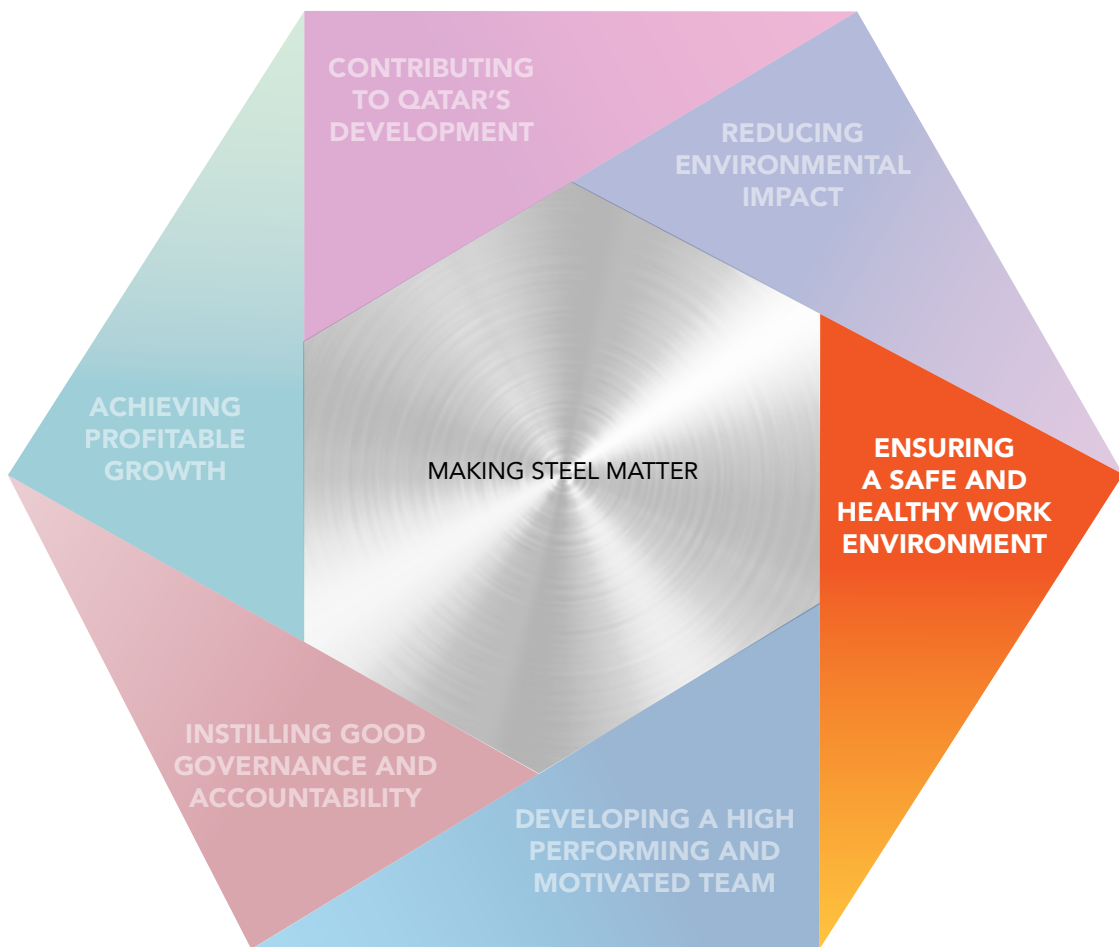 CONTRIBUTING
TO QATAR’S
DEVELOPMENT
REDUCING
ENVIRONMENTAL
IMPACT
ACHIEVING
PROFITABLE
GROWTH
MAKING STEEL MATTER
ENSURING
A SAFE AND
HEALTHY WORK
ENVIRONMENT
INSTILLING GOOD
GOVERNANCE AND
ACCOUNTABILITY
DEVELOPING A HIGH
PERFORMING AND
MOTIVATED TEAM